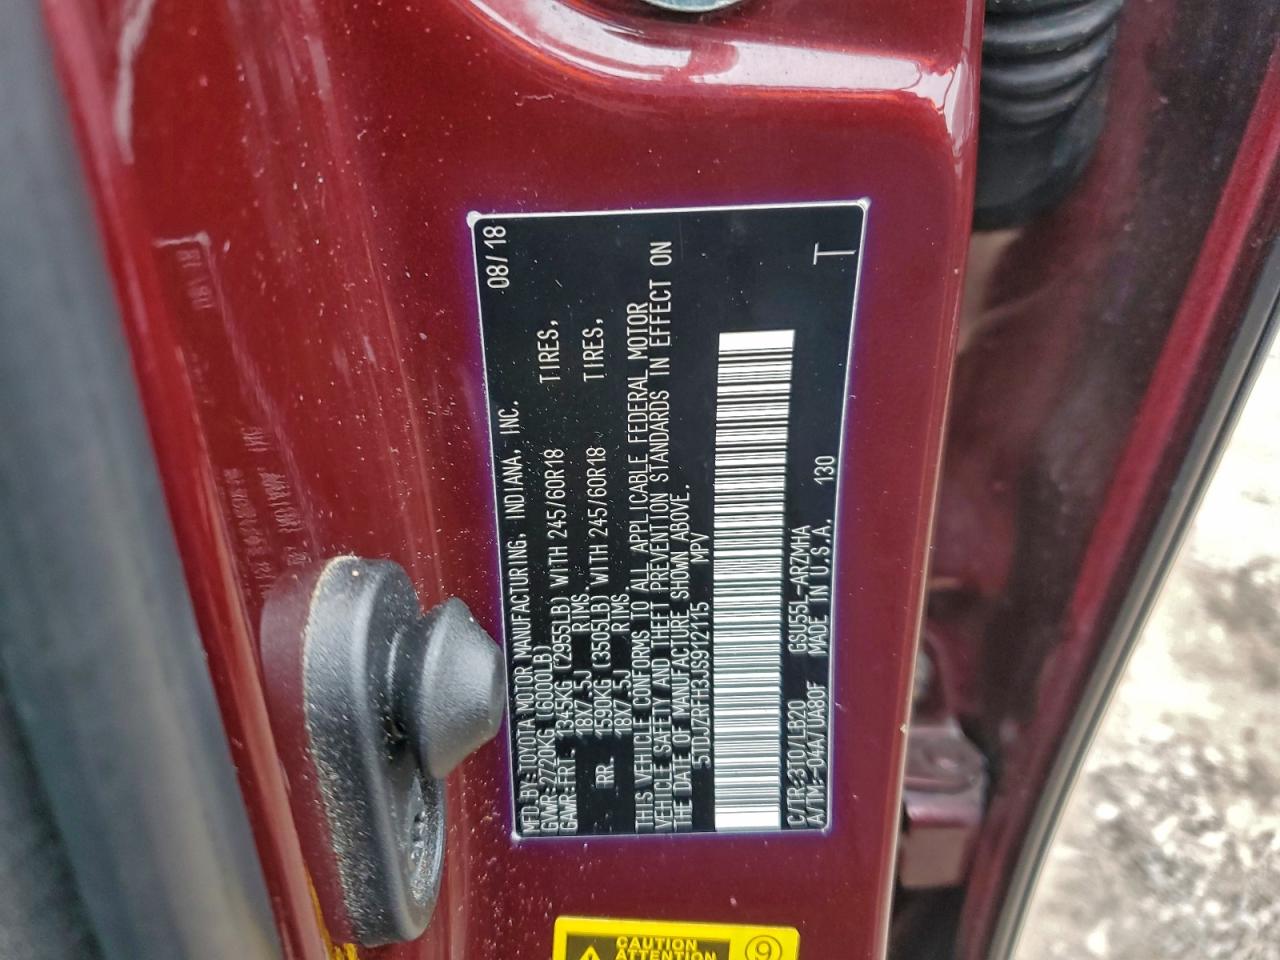 MFD.BY:TOYOTA MOTOR MANUFACTURING, INDIANA, INC. 08/18
GVWR:2720KG (6000LB)
GAWR:FRT. 1345KG (2955LB) WITH 245/60R18 TIRES,
18X7.5J RIMS.
RR. 1590KG (3505LB) WITH 245/60R18 TIRES,
18X7.5J RIMS
THIS VEHICLE CONFORMS TO ALL APPLICABLE FEDERAL MOTOR
VEHICLE SAFETY AND THEFT PREVENTION STANDARDS IN EFFECT ON
THE DATE OF MANUFACTURE SHOWN ABOVE.
5TDJZRFH3JS912115 MPV
C/TR:3T0/LB20 GSU55L-ARZMHA
A/TM:-04A/UA80F MADE IN U.S.A. 130 T
CAUTION
ATTENTION
9